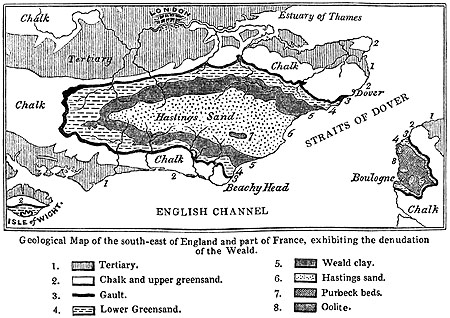 Chalk
LONDON
Estuary of Thames
Tertiary
Chalk
2
1
2
3
4
Dover
Chalk
Hastings Sand
7
5
6
STRAITS OF DOVER
6
5
4
3
Chalk
1
2
Beachy Head
2
ISLE of WIGHT.
ENGLISH CHANNEL
2
3
4
8
Boulogne
Chalk
Geological Map of the south-east of England and part of France, exhibiting the denudation
of the Weald.
1. Tertiary.
2. Chalk and upper greensand.
3. Gault.
4. Lower Greensand.
5. Weald clay.
6. Hastings sand.
7. Purbeck beds.
8. Oolite.